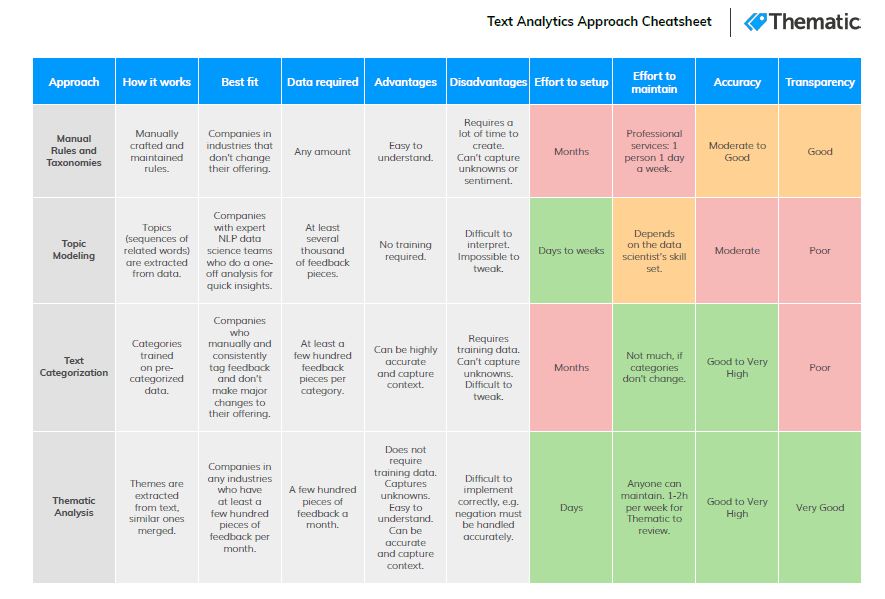 Text Analytics Approach Cheatsheet
Thematic
Approach
How it works
Best fit
Data required
Advantages
Disadvantages
Effort to setup
Effort to
maintain
Accuracy
Transparency
Manual
Rules and
Taxonomies
Manually
crafted and
maintained
rules.
Companies in
industries that
don't change
their offering.
Any amount
Easy to
understand.
Requires a
lot of time to
create.
Can't capture
unknowns or
sentiment.
Months
Professional
services: 1
person 1 day
a week.
Moderate to
Good
Good
Topic
Modeling
Topics
(sequences of
related words)
are extracted
from data.
Companies
with expert
NLP data
science teams
who do a one-
off analysis for
quick insights.
At least
several
thousand
of feedback
pieces.
No training
required.
Difficult to
interpret.
Impossible to
tweak.
Days to weeks
Depends
on the data
scientist's skill
set.
Moderate
Poor
Text
Categorization
Categories
trained
on pre-
categorized
data.
Companies
who
manually and
consistently
tag feedback
and don't
make major
changes to
their offering.
At least a
few hundred
feedback
pieces per
category.
Can be highly
accurate
and capture
context.
Requires
training data.
Can't capture
unknowns.
Difficult to
tweak.
Months
Not much, if
categories
don't change.
Good to Very
High
Poor
Thematic
Analysis
Themes are
extracted
from text,
similar ones
merged.
Companies in
any industries
who have
at least a
few hundred
pieces of
feedback per
month.
A few hundred
pieces of
feedback a
month.
Does not
require
training data.
Captures
unknowns.
Easy to
understand.
Can be
accurate
and capture
context.
Difficult to
implement
correctly, e.g.
negation must
be handled
accurately.
Days
Anyone can
maintain. 1-2h
per week for
Thematic to
review.
Good to Very
High
Very Good